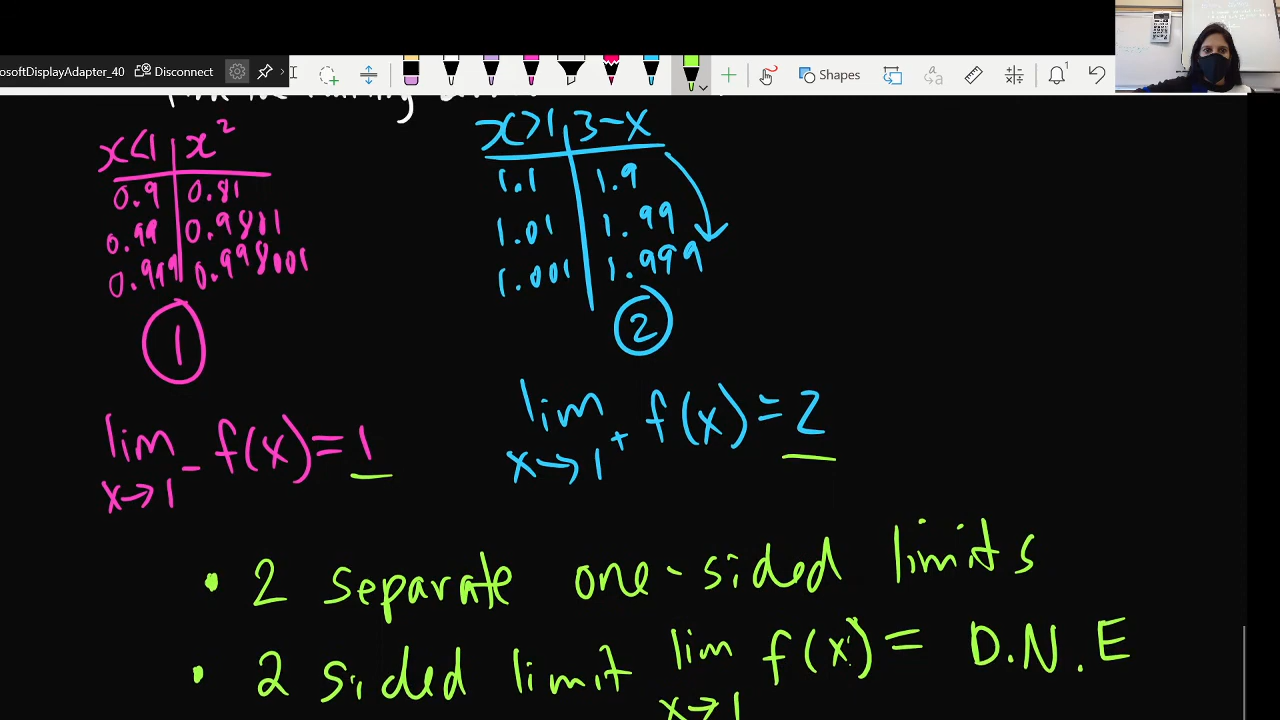 osoftDisplayAdapter_40 Disconnect
Shapes
1
x<1 | x²
0.9 | 0.81
0.99 | 0.9801
0.999 | 0.998001
1
x>1 | 3-x
1.1 | 1.9
1.01 | 1.99
1.001 | 1.999
2
lim x→1⁻ f(x)=1
lim x→1⁺ f(x)=2
• 2 separate one-sided limits
• 2 sided limit lim x→1 f(x) = D.N.E